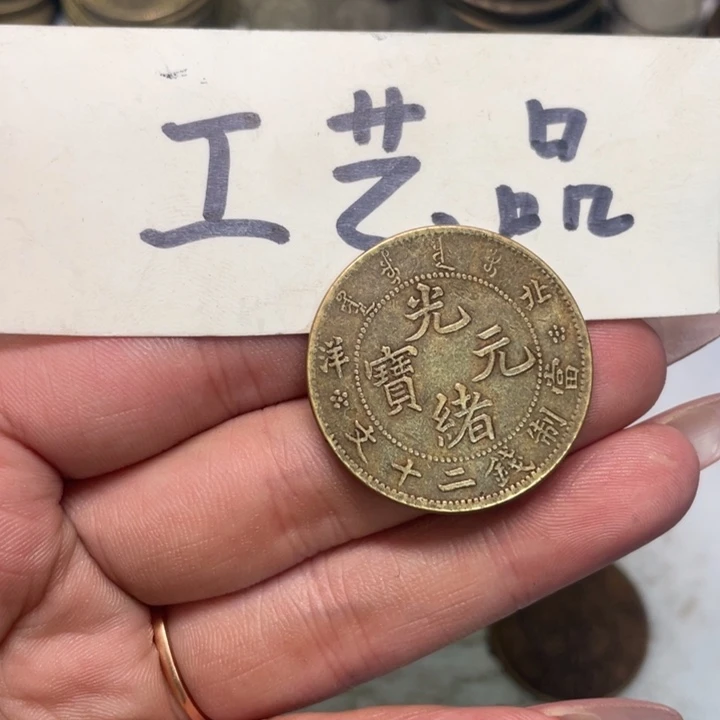 工艺品
北洋
光緒元寶
當制錢二十文